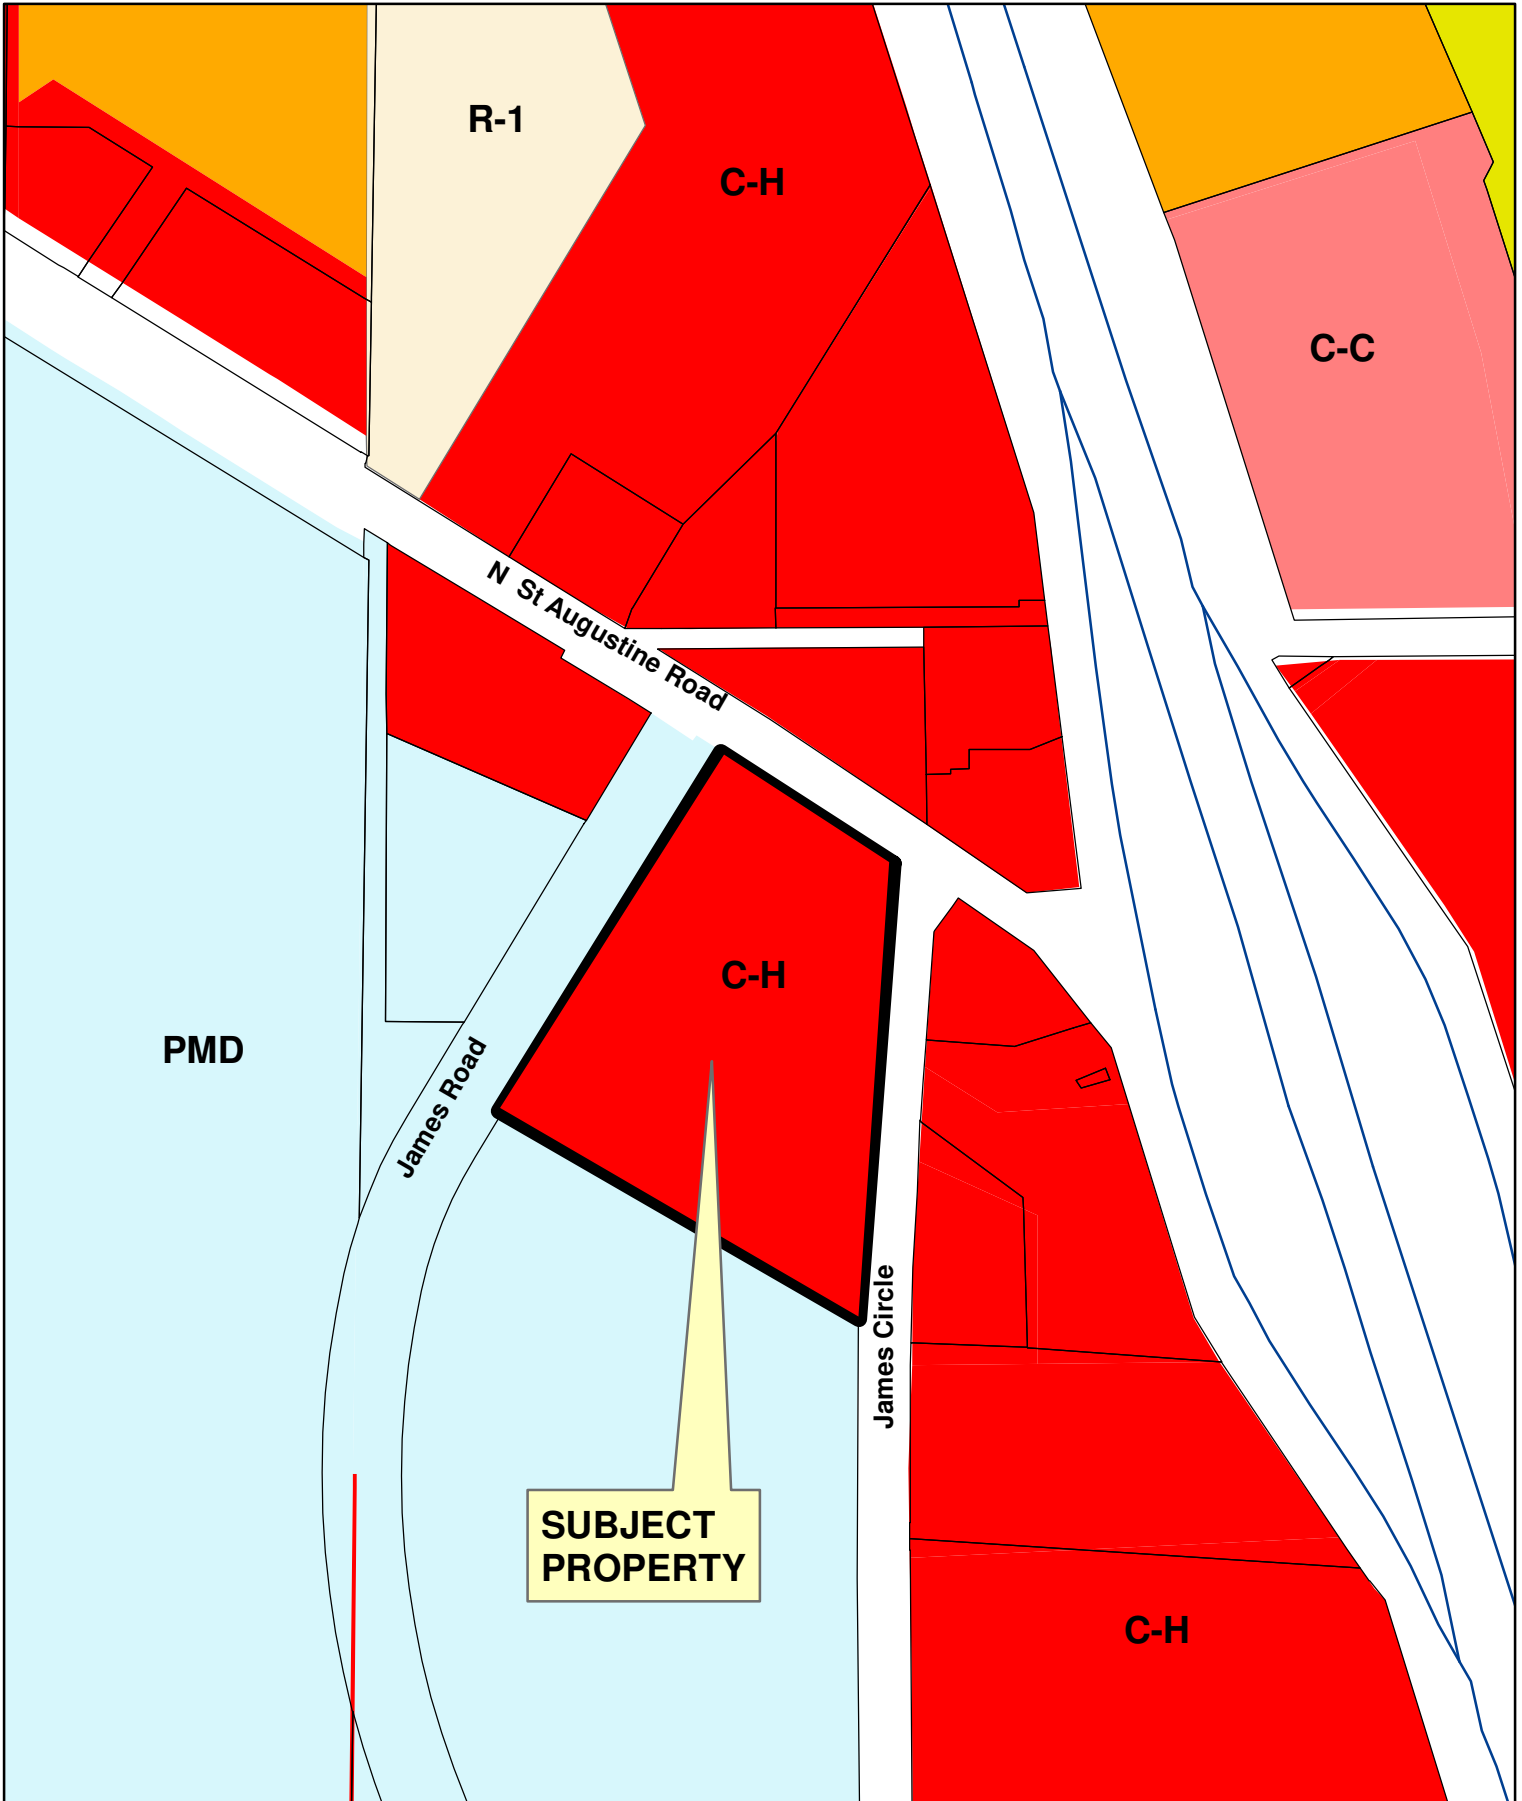 R-1
C-H
C-C
N St Augustine Road
C-H
PMD
James Road
James Circle
SUBJECT
PROPERTY
C-H